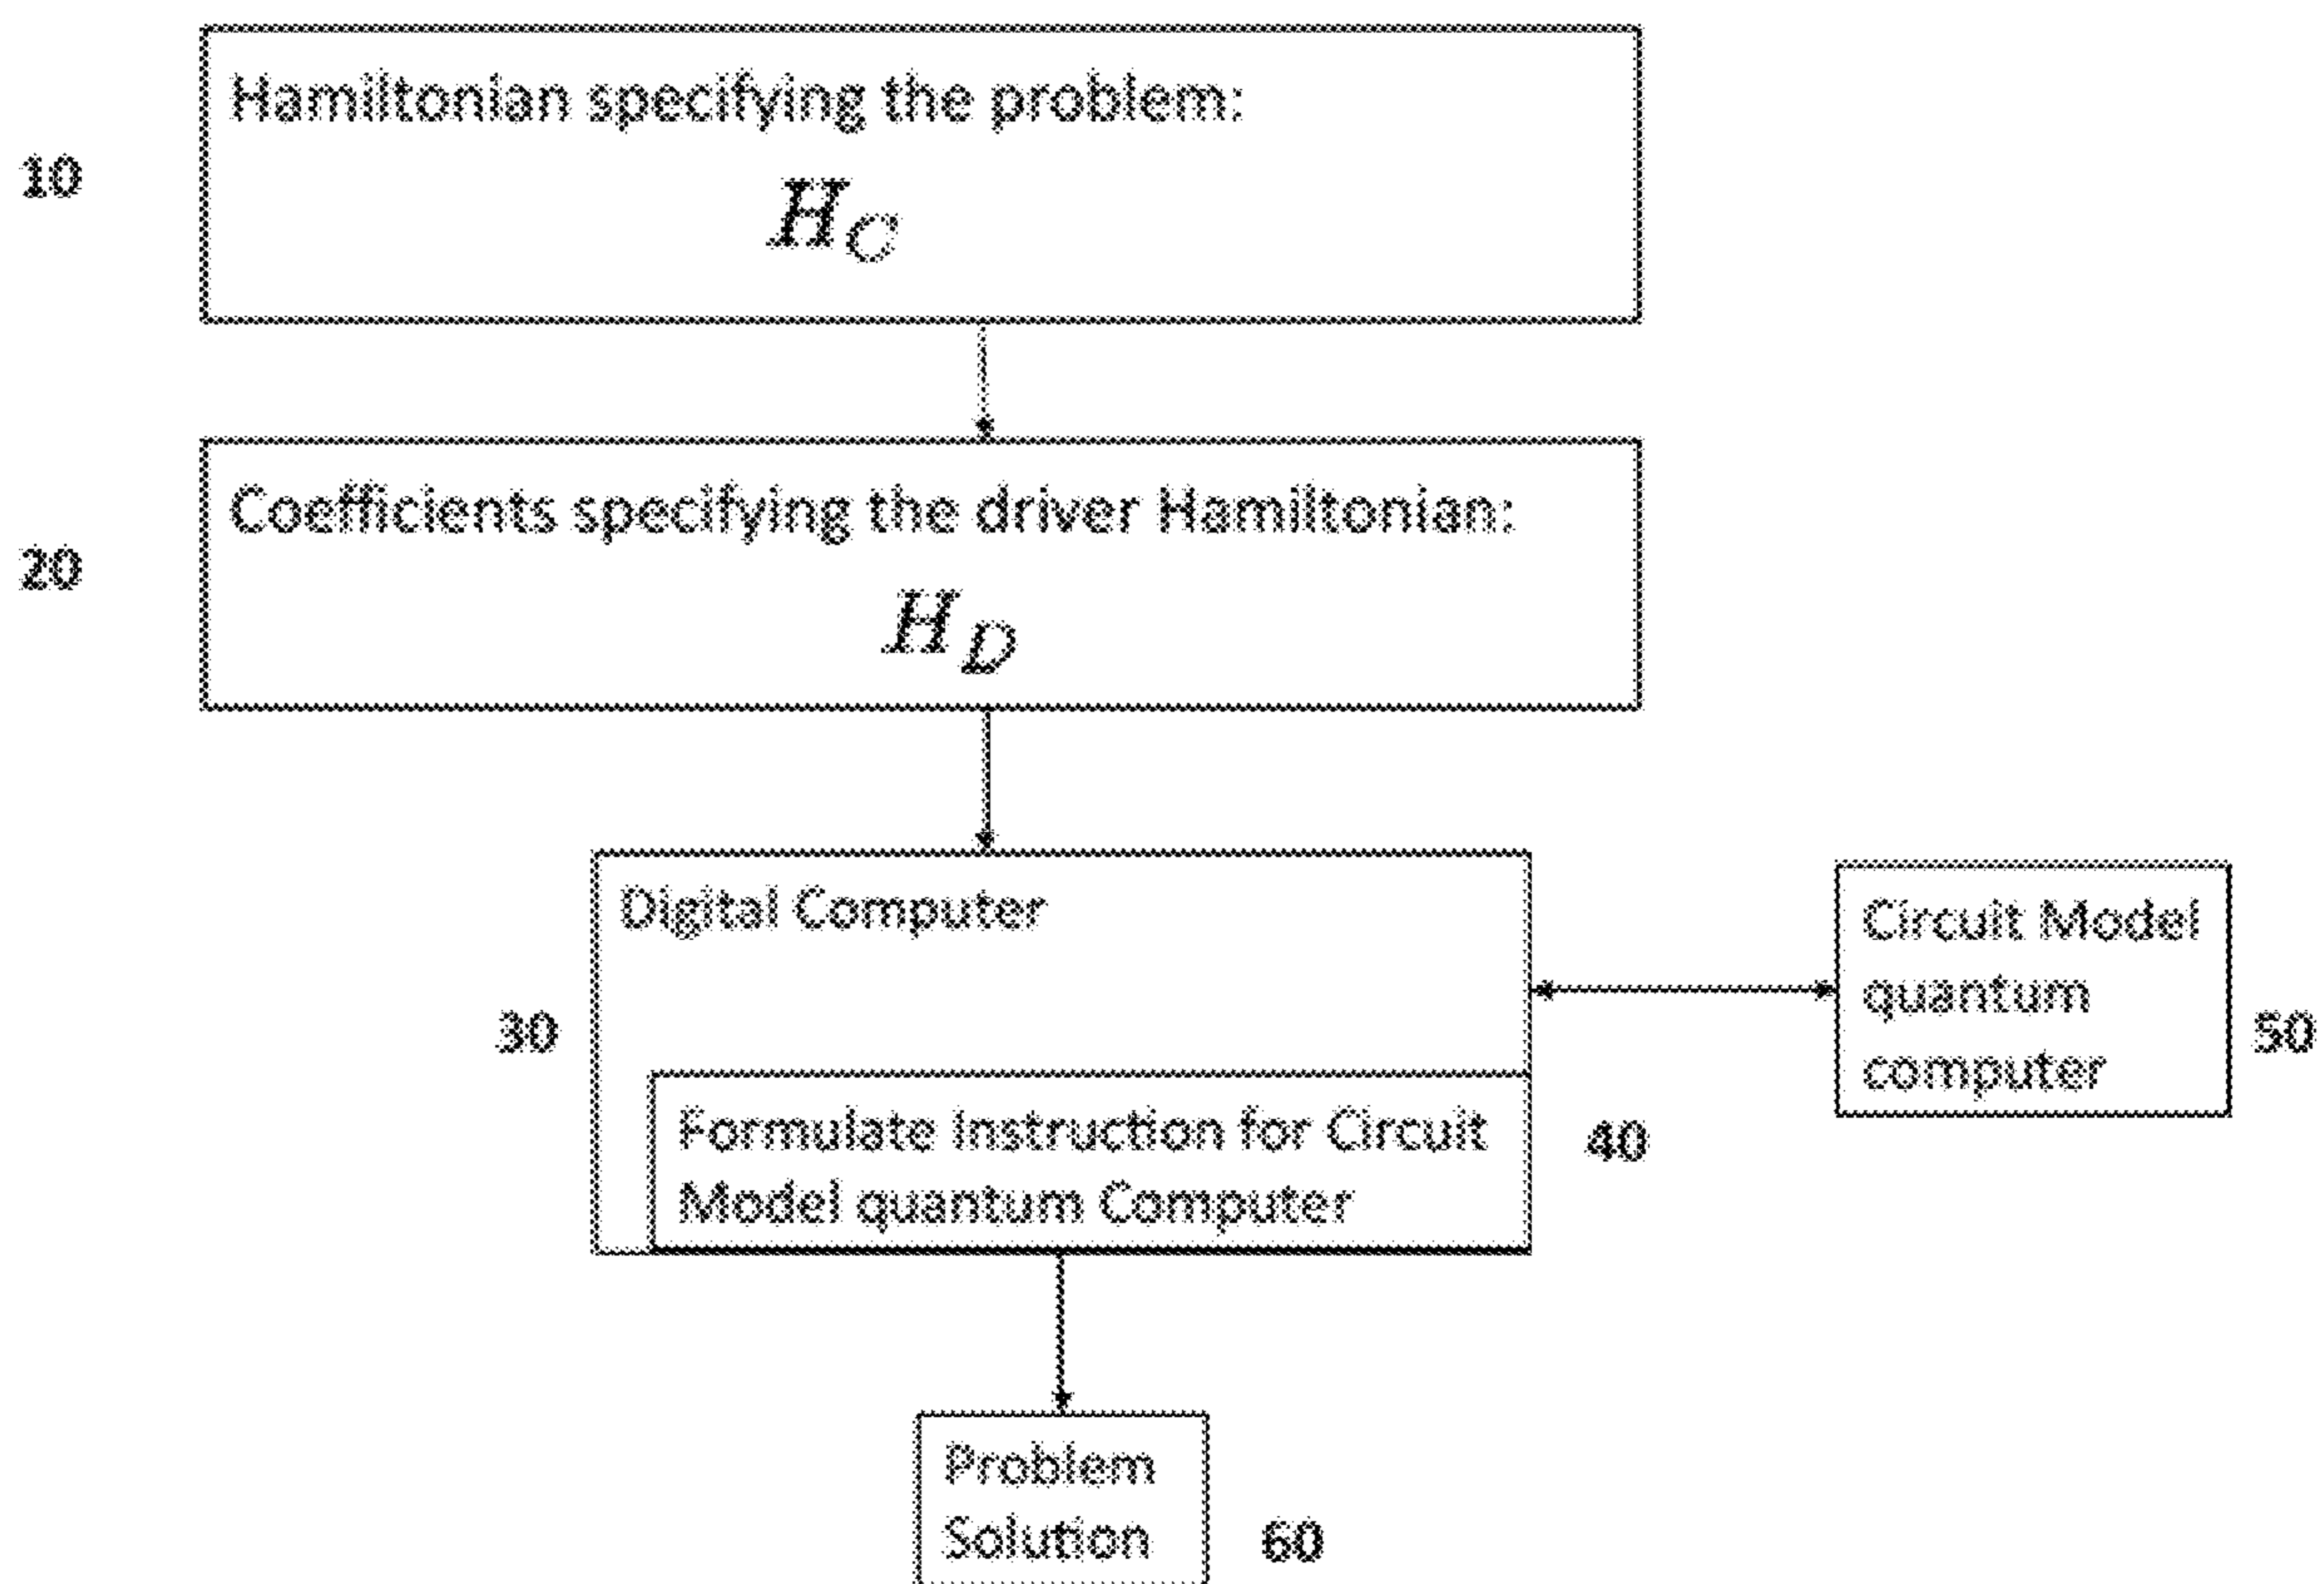 Hamiltonian specifying the problem:
10
H_C
Coefficients specifying the driver Hamiltonian:
20
H_D
Digital Computer
30
Formulate Instruction for Circuit
Model quantum Computer
40
Circuit Model
quantum
computer
50
Problem
Solution
60